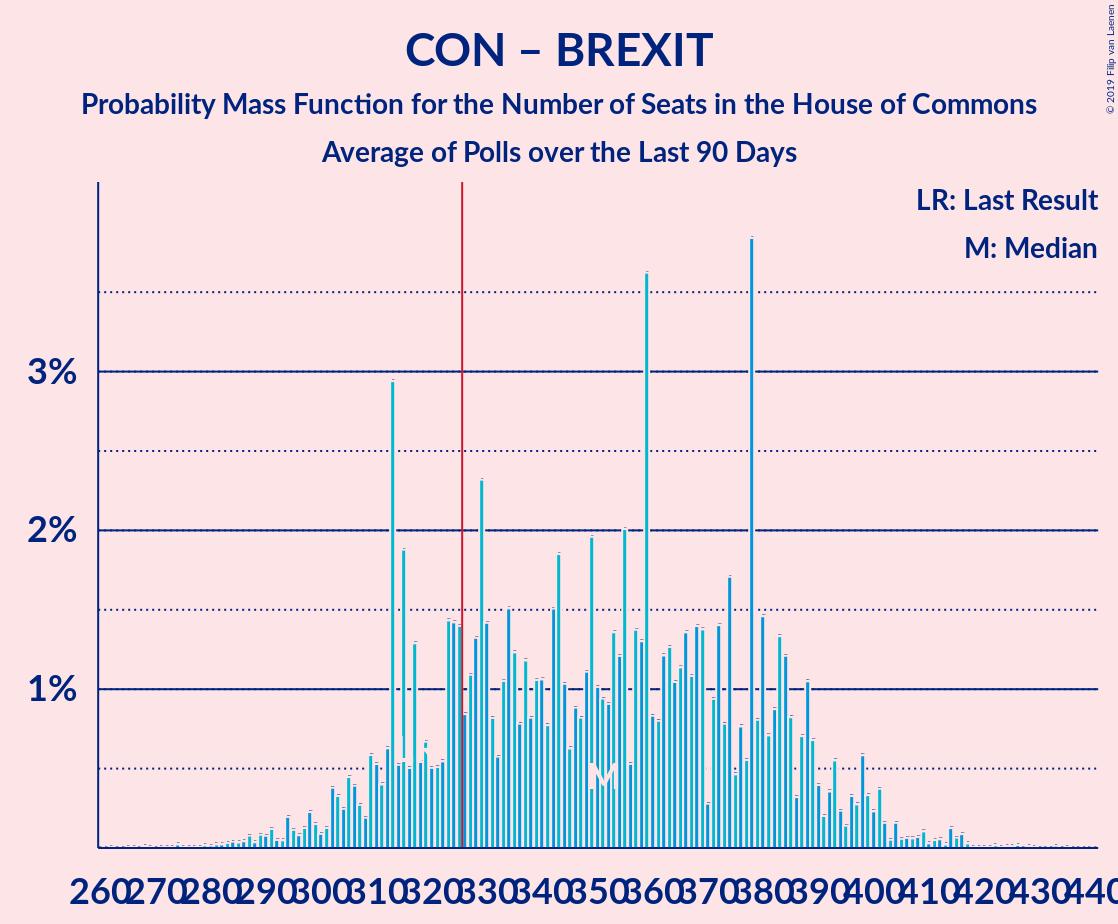 CON – BREXIT
Probability Mass Function for the Number of Seats in the House of Commons
Average of Polls over the Last 90 Days
© 2019 Filip van Laenen
LR: Last Result
M: Median
3%
2%
1%
LR
M
260 270 280 290 300 310 320 330 340 350 360 370 380 390 400 410 420 430 440